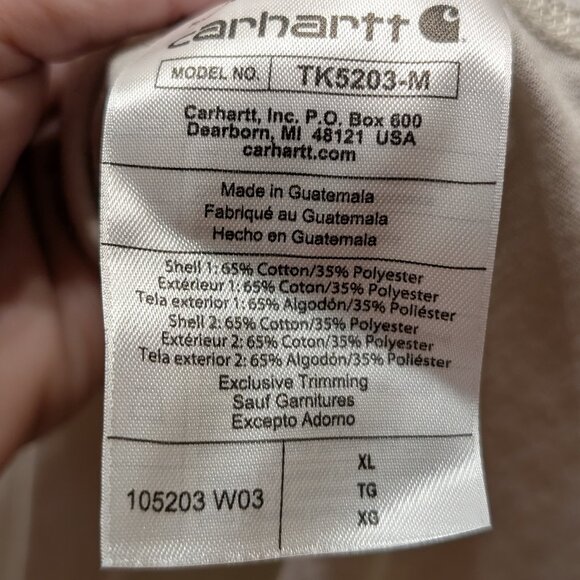 carhartt
MODEL NO. TK5203-M
Carhartt, Inc. P.O. Box 600
Dearborn, MI 48121 USA
carhartt.com
Made in Guatemala
Fabriqué au Guatemala
Hecho en Guatemala
Shell 1: 65% Cotton/35% Polyester
Extérieur 1: 65% Coton/35% Polyester
Tela exterior 1: 65% Algodón/35% Poliéster
Shell 2: 65% Cotton/35% Polyester
Extérieur 2: 65% Coton/35% Polyester
Tela exterior 2: 65% Algodón/35% Poliéster
Exclusive Trimming
Sauf Garnitures
Excepto Adorno
105203 W03
XL
TG
XG